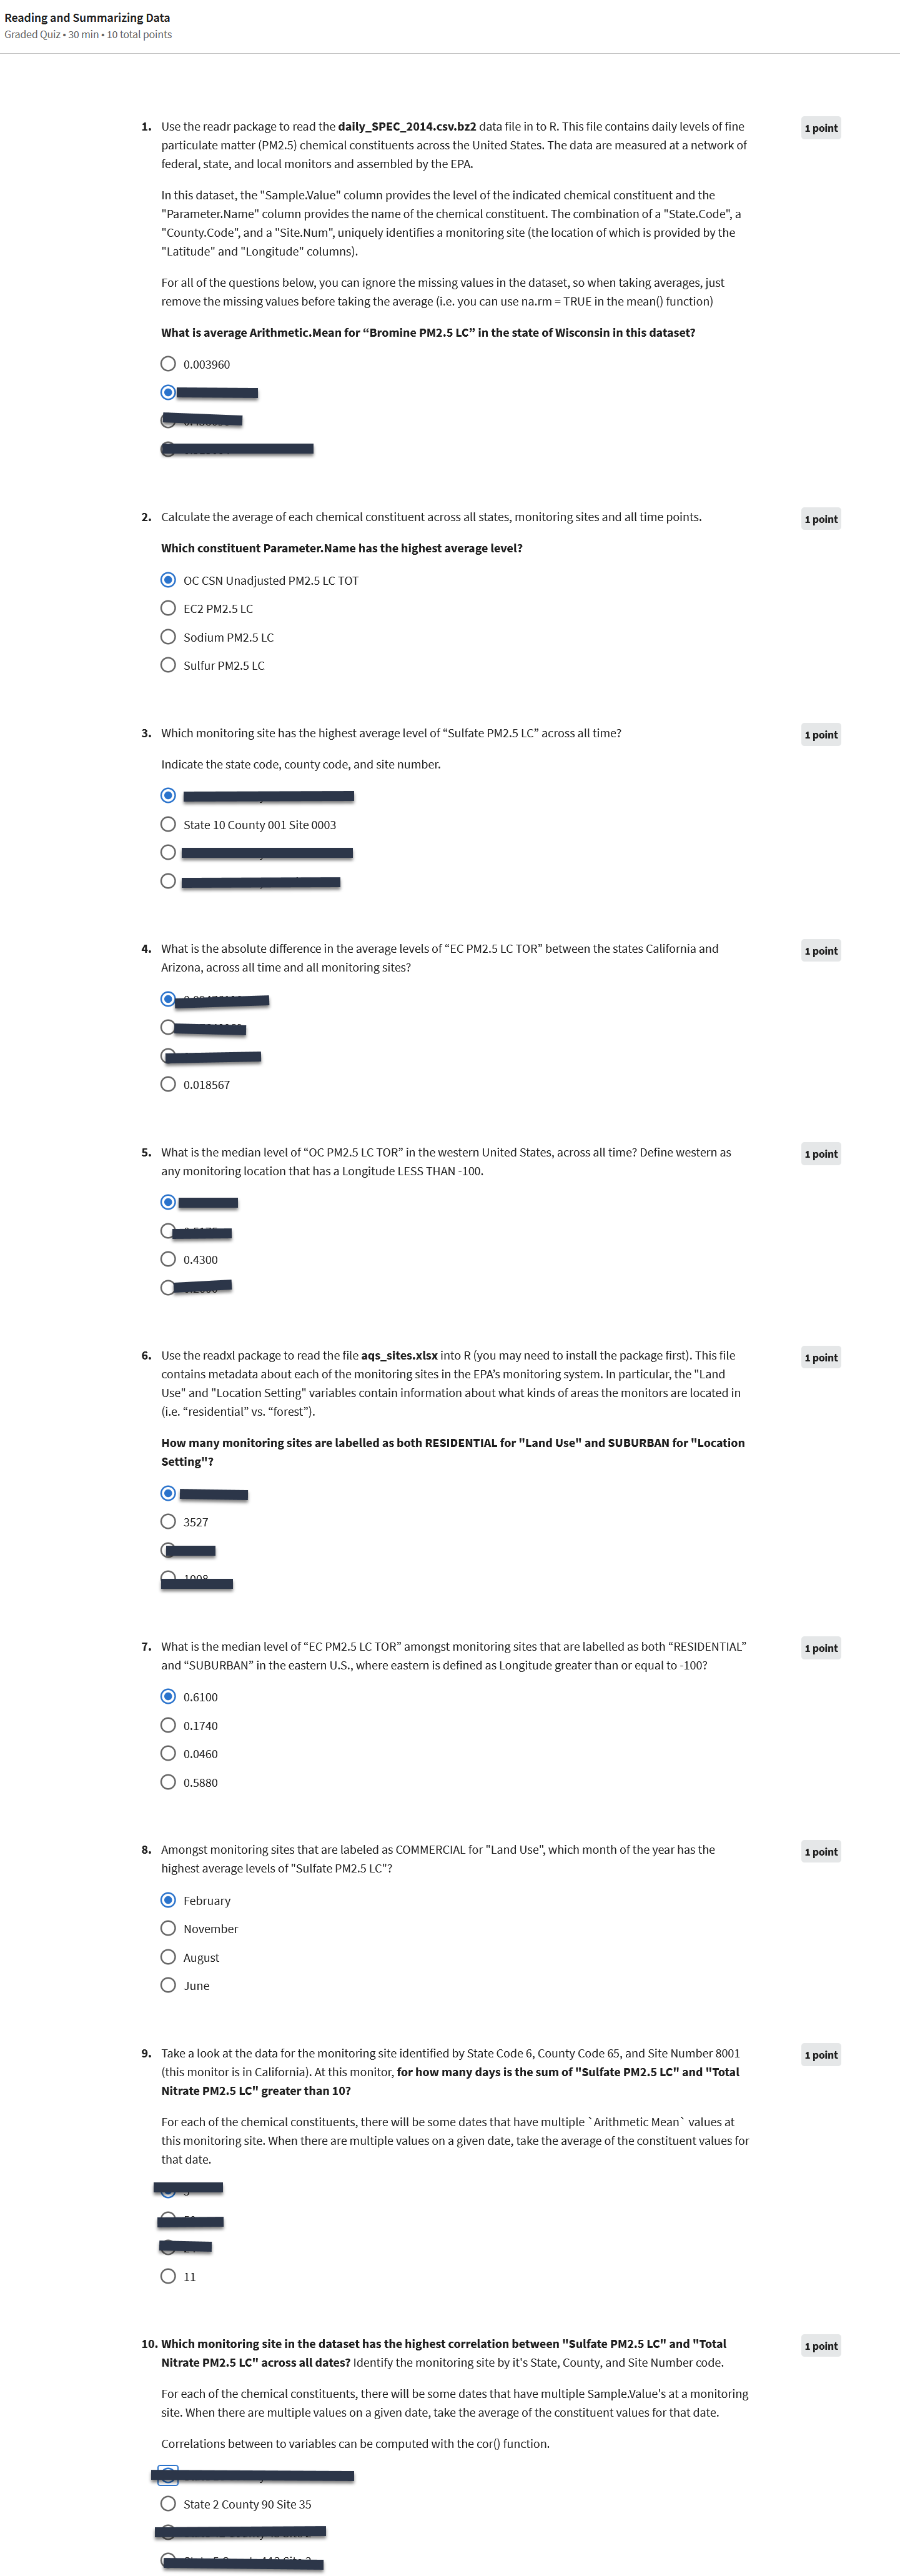 Reading and Summarizing Data
Graded Quiz • 30 min • 10 total points
1. Use the readr package to read the daily_SPEC_2014.csv.bz2 data file in to R. This file contains daily levels of fine
particulate matter (PM2.5) chemical constituents across the United States. The data are measured at a network of
federal, state, and local monitors and assembled by the EPA.
1 point
In this dataset, the "Sample.Value" column provides the level of the indicated chemical constituent and the
"Parameter.Name" column provides the name of the chemical constituent. The combination of a "State.Code", a
"County.Code", and a "Site.Num", uniquely identifies a monitoring site (the location of which is provided by the
"Latitude" and "Longitude" columns).
For all of the questions below, you can ignore the missing values in the dataset, so when taking averages, just
remove the missing values before taking the average (i.e. you can use na.rm = TRUE in the mean() function)
What is average Arithmetic.Mean for “Bromine PM2.5 LC” in the state of Wisconsin in this dataset?
0.003960
2. Calculate the average of each chemical constituent across all states, monitoring sites and all time points.
1 point
Which constituent Parameter.Name has the highest average level?
OC CSN Unadjusted PM2.5 LC TOT
EC2 PM2.5 LC
Sodium PM2.5 LC
Sulfur PM2.5 LC
3. Which monitoring site has the highest average level of “Sulfate PM2.5 LC” across all time?
1 point
Indicate the state code, county code, and site number.
State 10 County 001 Site 0003
4. What is the absolute difference in the average levels of “EC PM2.5 LC TOR” between the states California and
Arizona, across all time and all monitoring sites?
1 point
0.018567
5. What is the median level of “OC PM2.5 LC TOR” in the western United States, across all time? Define western as
any monitoring location that has a Longitude LESS THAN -100.
1 point
0.4300
6. Use the readxl package to read the file aqs_sites.xlsx into R (you may need to install the package first). This file
contains metadata about each of the monitoring sites in the EPA’s monitoring system. In particular, the "Land
Use" and "Location Setting" variables contain information about what kinds of areas the monitors are located in
(i.e. “residential” vs. “forest”).
1 point
How many monitoring sites are labelled as both RESIDENTIAL for "Land Use" and SUBURBAN for "Location
Setting"?
3527
7. What is the median level of “EC PM2.5 LC TOR” amongst monitoring sites that are labelled as both “RESIDENTIAL”
and “SUBURBAN” in the eastern U.S., where eastern is defined as Longitude greater than or equal to -100?
1 point
0.6100
0.1740
0.0460
0.5880
8. Amongst monitoring sites that are labeled as COMMERCIAL for "Land Use", which month of the year has the
highest average levels of "Sulfate PM2.5 LC"?
1 point
February
November
August
June
9. Take a look at the data for the monitoring site identified by State Code 6, County Code 65, and Site Number 8001
(this monitor is in California). At this monitor, for how many days is the sum of "Sulfate PM2.5 LC" and "Total
Nitrate PM2.5 LC" greater than 10?
1 point
For each of the chemical constituents, there will be some dates that have multiple `Arithmetic Mean` values at
this monitoring site. When there are multiple values on a given date, take the average of the constituent values for
that date.
11
10. Which monitoring site in the dataset has the highest correlation between "Sulfate PM2.5 LC" and "Total
Nitrate PM2.5 LC" across all dates? Identify the monitoring site by it's State, County, and Site Number code.
1 point
For each of the chemical constituents, there will be some dates that have multiple Sample.Value's at a monitoring
site. When there are multiple values on a given date, take the average of the constituent values for that date.
Correlations between to variables can be computed with the cor() function.
State 2 County 90 Site 35